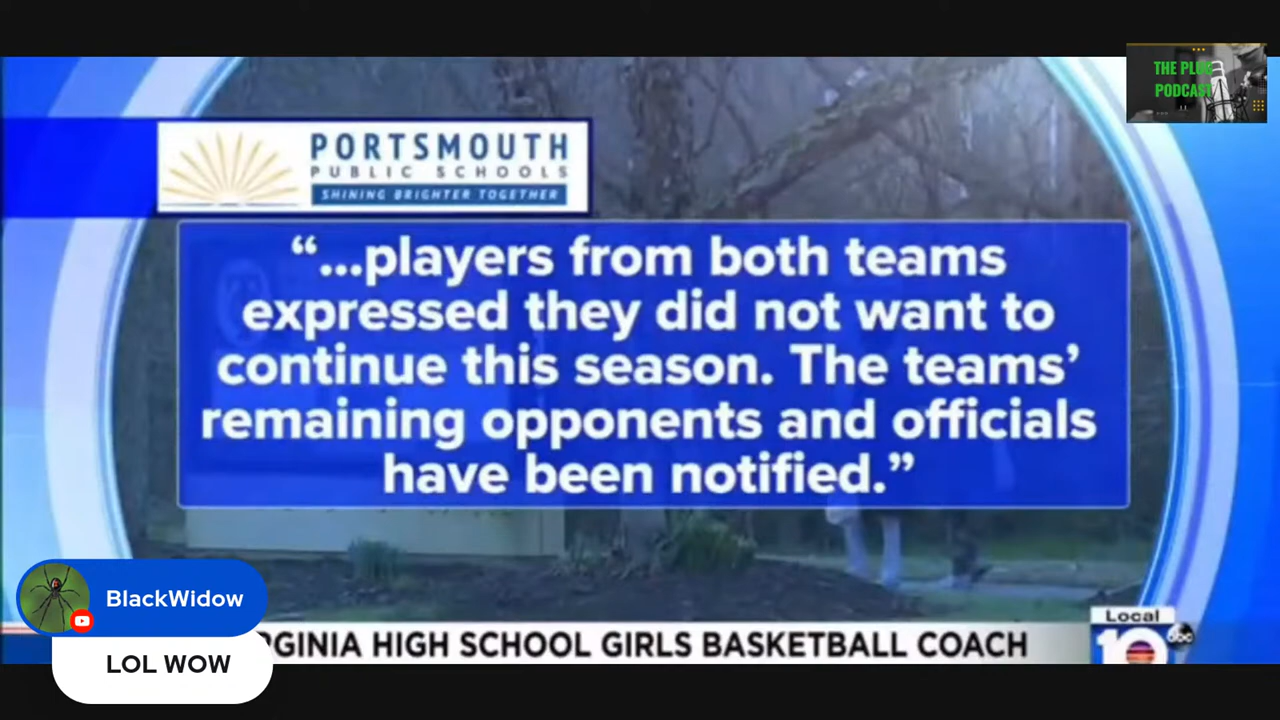 THE PLUG
PODCAST
PORTSMOUTH
PUBLIC SCHOOLS
SHINING BRIGHTER TOGETHER
“...players from both teams
expressed they did not want to
continue this season. The teams’
remaining opponents and officials
have been notified.”
BlackWidow
LOL WOW
RGINIA HIGH SCHOOL GIRLS BASKETBALL COACH
Local
10
abc